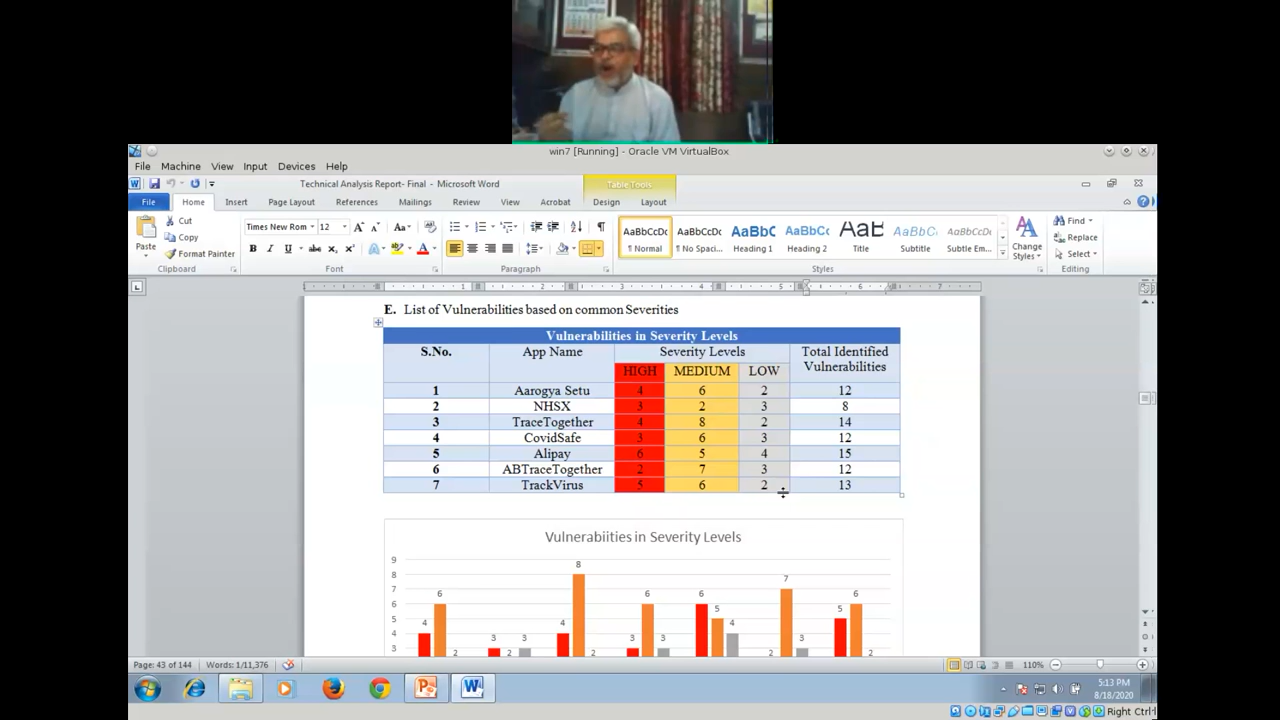 win7 [Running] - Oracle VM VirtualBox
File Machine View Input Devices Help
Technical Analysis Report- Final - Microsoft Word
Table Tools
File Home Insert Page Layout References Mailings Review View Acrobat Design Layout
Paste
Cut
Copy
Format Painter
Clipboard
Times New Rom 12
B I U abc
Font
Paragraph
AaBbCcDc AaBbCcDc AaBbCc AaBbCc AaB AaBbCc AaBbCcDc
¶ Normal ¶ No Spaci... Heading 1 Heading 2 Title Subtitle Subtle Em...
Styles
Change
Styles
Find
Replace
Select
Editing
E. List of Vulnerabilities based on common Severities
Vulnerabilities in Severity Levels
S.No. App Name Severity Levels Total Identified
Vulnerabilities
HIGH MEDIUM LOW
1 Aarogya Setu 4 6 2 12
2 NHSX 3 2 3 8
3 TraceTogether 4 8 2 14
4 CovidSafe 3 6 3 12
5 Alipay 6 5 4 15
6 ABTraceTogether 2 7 3 12
7 TrackVirus 5 6 2 13
Vulnerabiities in Severity Levels
9
8
7
6
5
4
3
4 6 2 3 2 3 4 8 2 3 6 3 6 5 4 2 7 3 5 6 2
Page: 43 of 144 Words: 1/11,376
110%
5:13 PM
8/18/2020
Right Ctrl